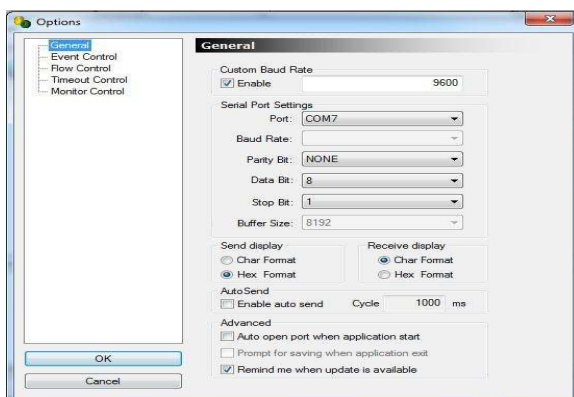 Options
General
Event Control
Flow Control
Timeout Control
Monitor Control
OK
Cancel
General
Custom Baud Rate
Enable 9600
Serial Port Settings
Port: COM7
Baud Rate:
Parity Bit: NONE
Data Bit: 8
Stop Bit: 1
Buffer Size: 8192
Send display
Char Format
Hex Format
Receive display
Char Format
Hex Format
AutoSend
Enable auto send Cycle 1000 ms
Advanced
Auto open port when application start
Prompt for saving when application exit
Remind me when update is available